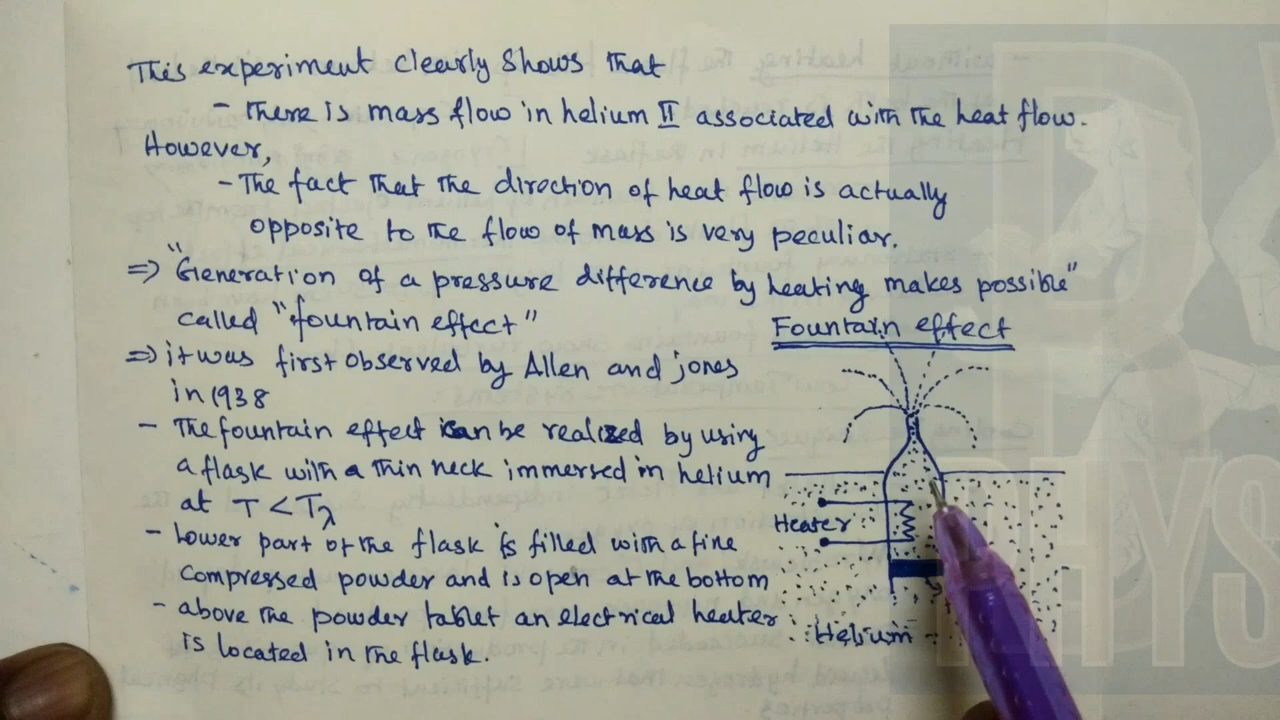 This experiment clearly shows that
- There is mass flow in helium II associated with the heat flow.
However,
- The fact that the direction of heat flow is actually
opposite to the flow of mass is very peculiar.
⇒ "Generation of a pressure difference by heating makes possible"
called "fountain effect"
⇒ it was first observed by Allen and jones
in 1938
- The fountain effect can be realized by using
a flask with a thin neck immersed in helium
at T < Tλ
- lower part of the flask is filled with a fine
compressed powder and is open at the bottom
- above the powder tablet an electrical heater
is located in the flask.
Fountain effect
Heater
Helium
PHYS